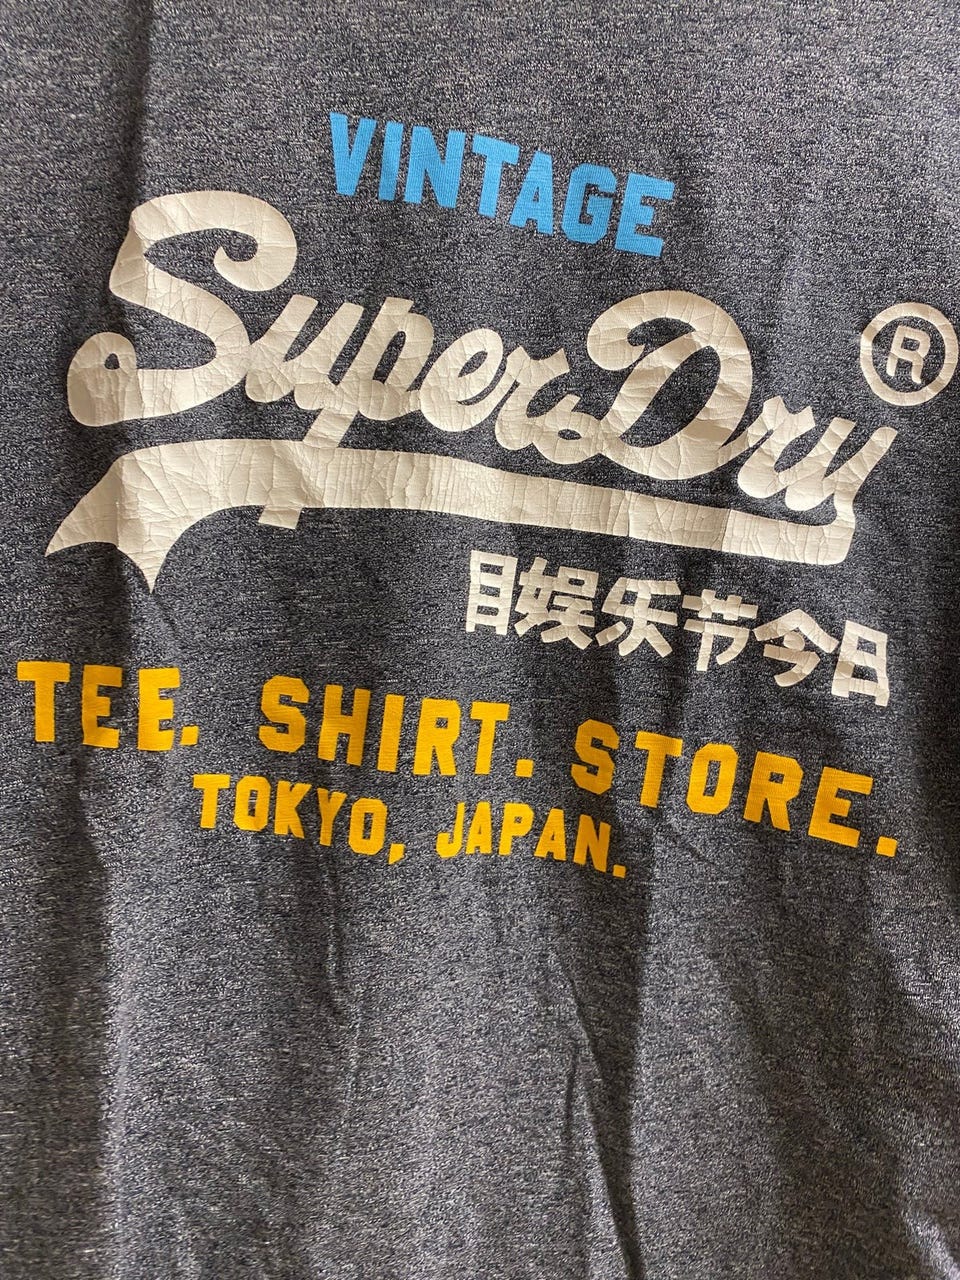 VINTAGE
SuperDry ®
目娱乐节今日
TEE. SHIRT. STORE.
TOKYO, JAPAN.